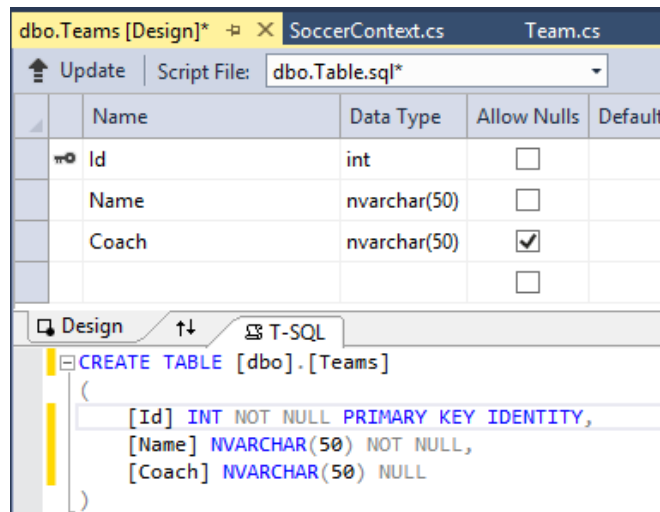 dbo.Teams [Design]* SoccerContext.cs Team.cs
Update Script File: dbo.Table.sql*
Name Data Type Allow Nulls Default
Id int
Name nvarchar(50)
Coach nvarchar(50)
Design T-SQL
CREATE TABLE [dbo].[Teams]
(
[Id] INT NOT NULL PRIMARY KEY IDENTITY,
[Name] NVARCHAR(50) NOT NULL,
[Coach] NVARCHAR(50) NULL
)